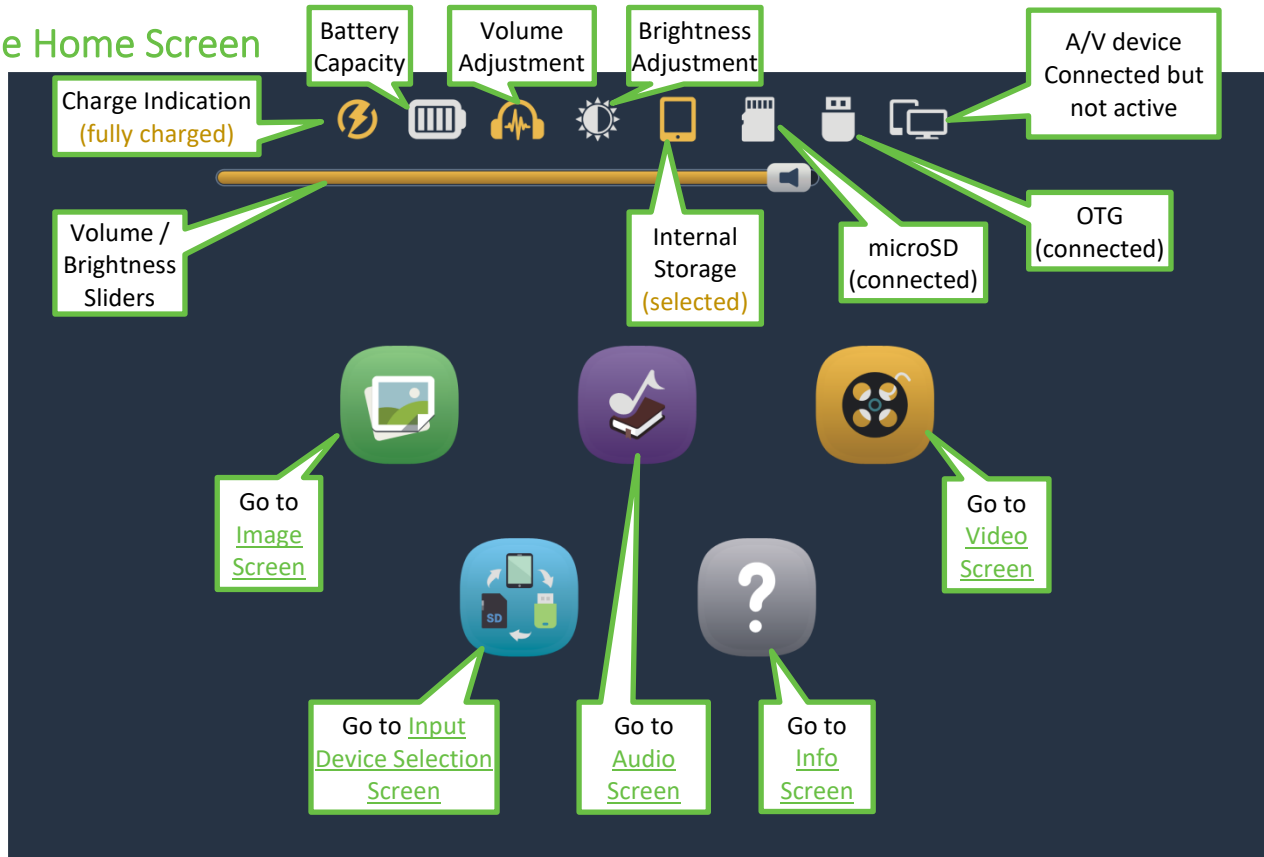 e Home Screen
Battery
Capacity
Volume
Adjustment
Brightness
Adjustment
A/V device
Connected but
not active
Charge Indication
(fully charged)
Volume /
Brightness
Sliders
Internal
Storage
(selected)
microSD
(connected)
OTG
(connected)
Go to
Image
Screen
Go to
Video
Screen
SD
Go to Input
Device Selection
Screen
Go to
Audio
Screen
Go to
Info
Screen
?